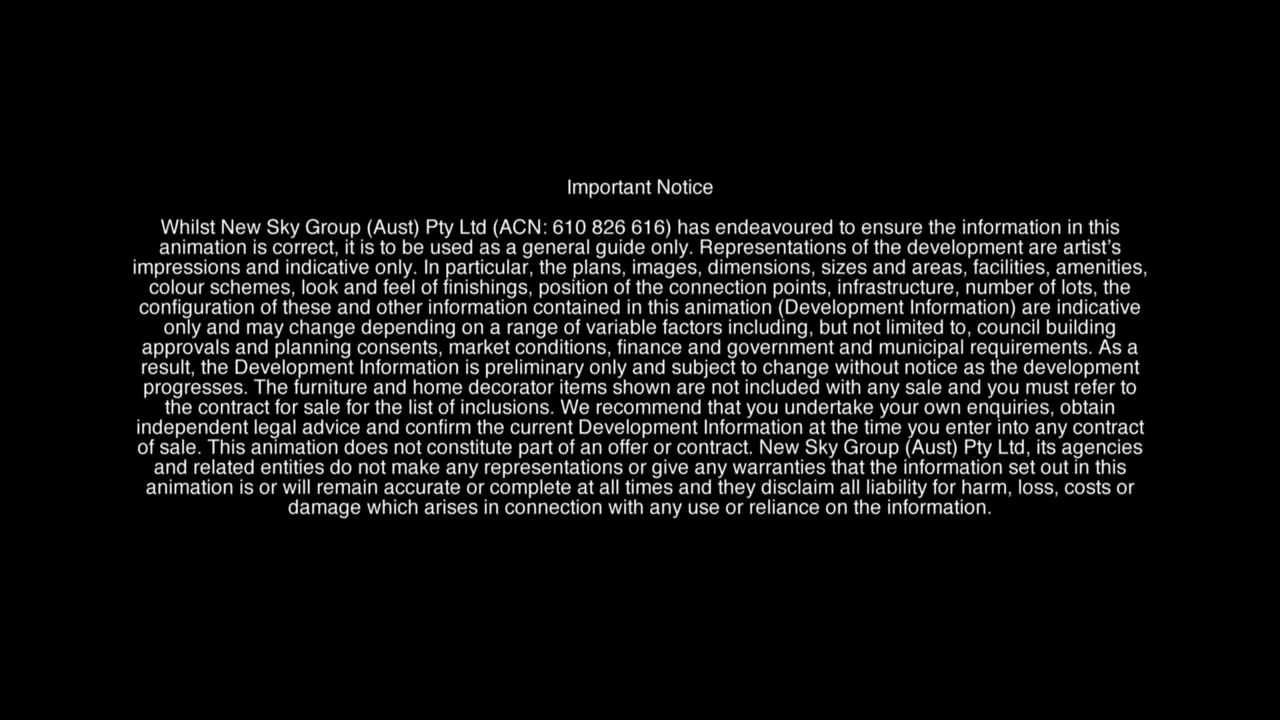 Important Notice
Whilst New Sky Group (Aust) Pty Ltd (ACN: 610 826 616) has endeavoured to ensure the information in this
animation is correct, it is to be used as a general guide only. Representations of the development are artist's
impressions and indicative only. In particular, the plans, images, dimensions, sizes and areas, facilities, amenities,
colour schemes, look and feel of finishings, position of the connection points, infrastructure, number of lots, the
configuration of these and other information contained in this animation (Development Information) are indicative
only and may change depending on a range of variable factors including, but not limited to, council building
approvals and planning consents, market conditions, finance and government and municipal requirements. As a
result, the Development Information is preliminary only and subject to change without notice as the development
progresses. The furniture and home decorator items shown are not included with any sale and you must refer to
the contract for sale for the list of inclusions. We recommend that you undertake your own enquiries, obtain
independent legal advice and confirm the current Development Information at the time you enter into any contract
of sale. This animation does not constitute part of an offer or contract. New Sky Group (Aust) Pty Ltd, its agencies
and related entities do not make any representations or give any warranties that the information set out in this
animation is or will remain accurate or complete at all times and they disclaim all liability for harm, loss, costs or
damage which arises in connection with any use or reliance on the information.